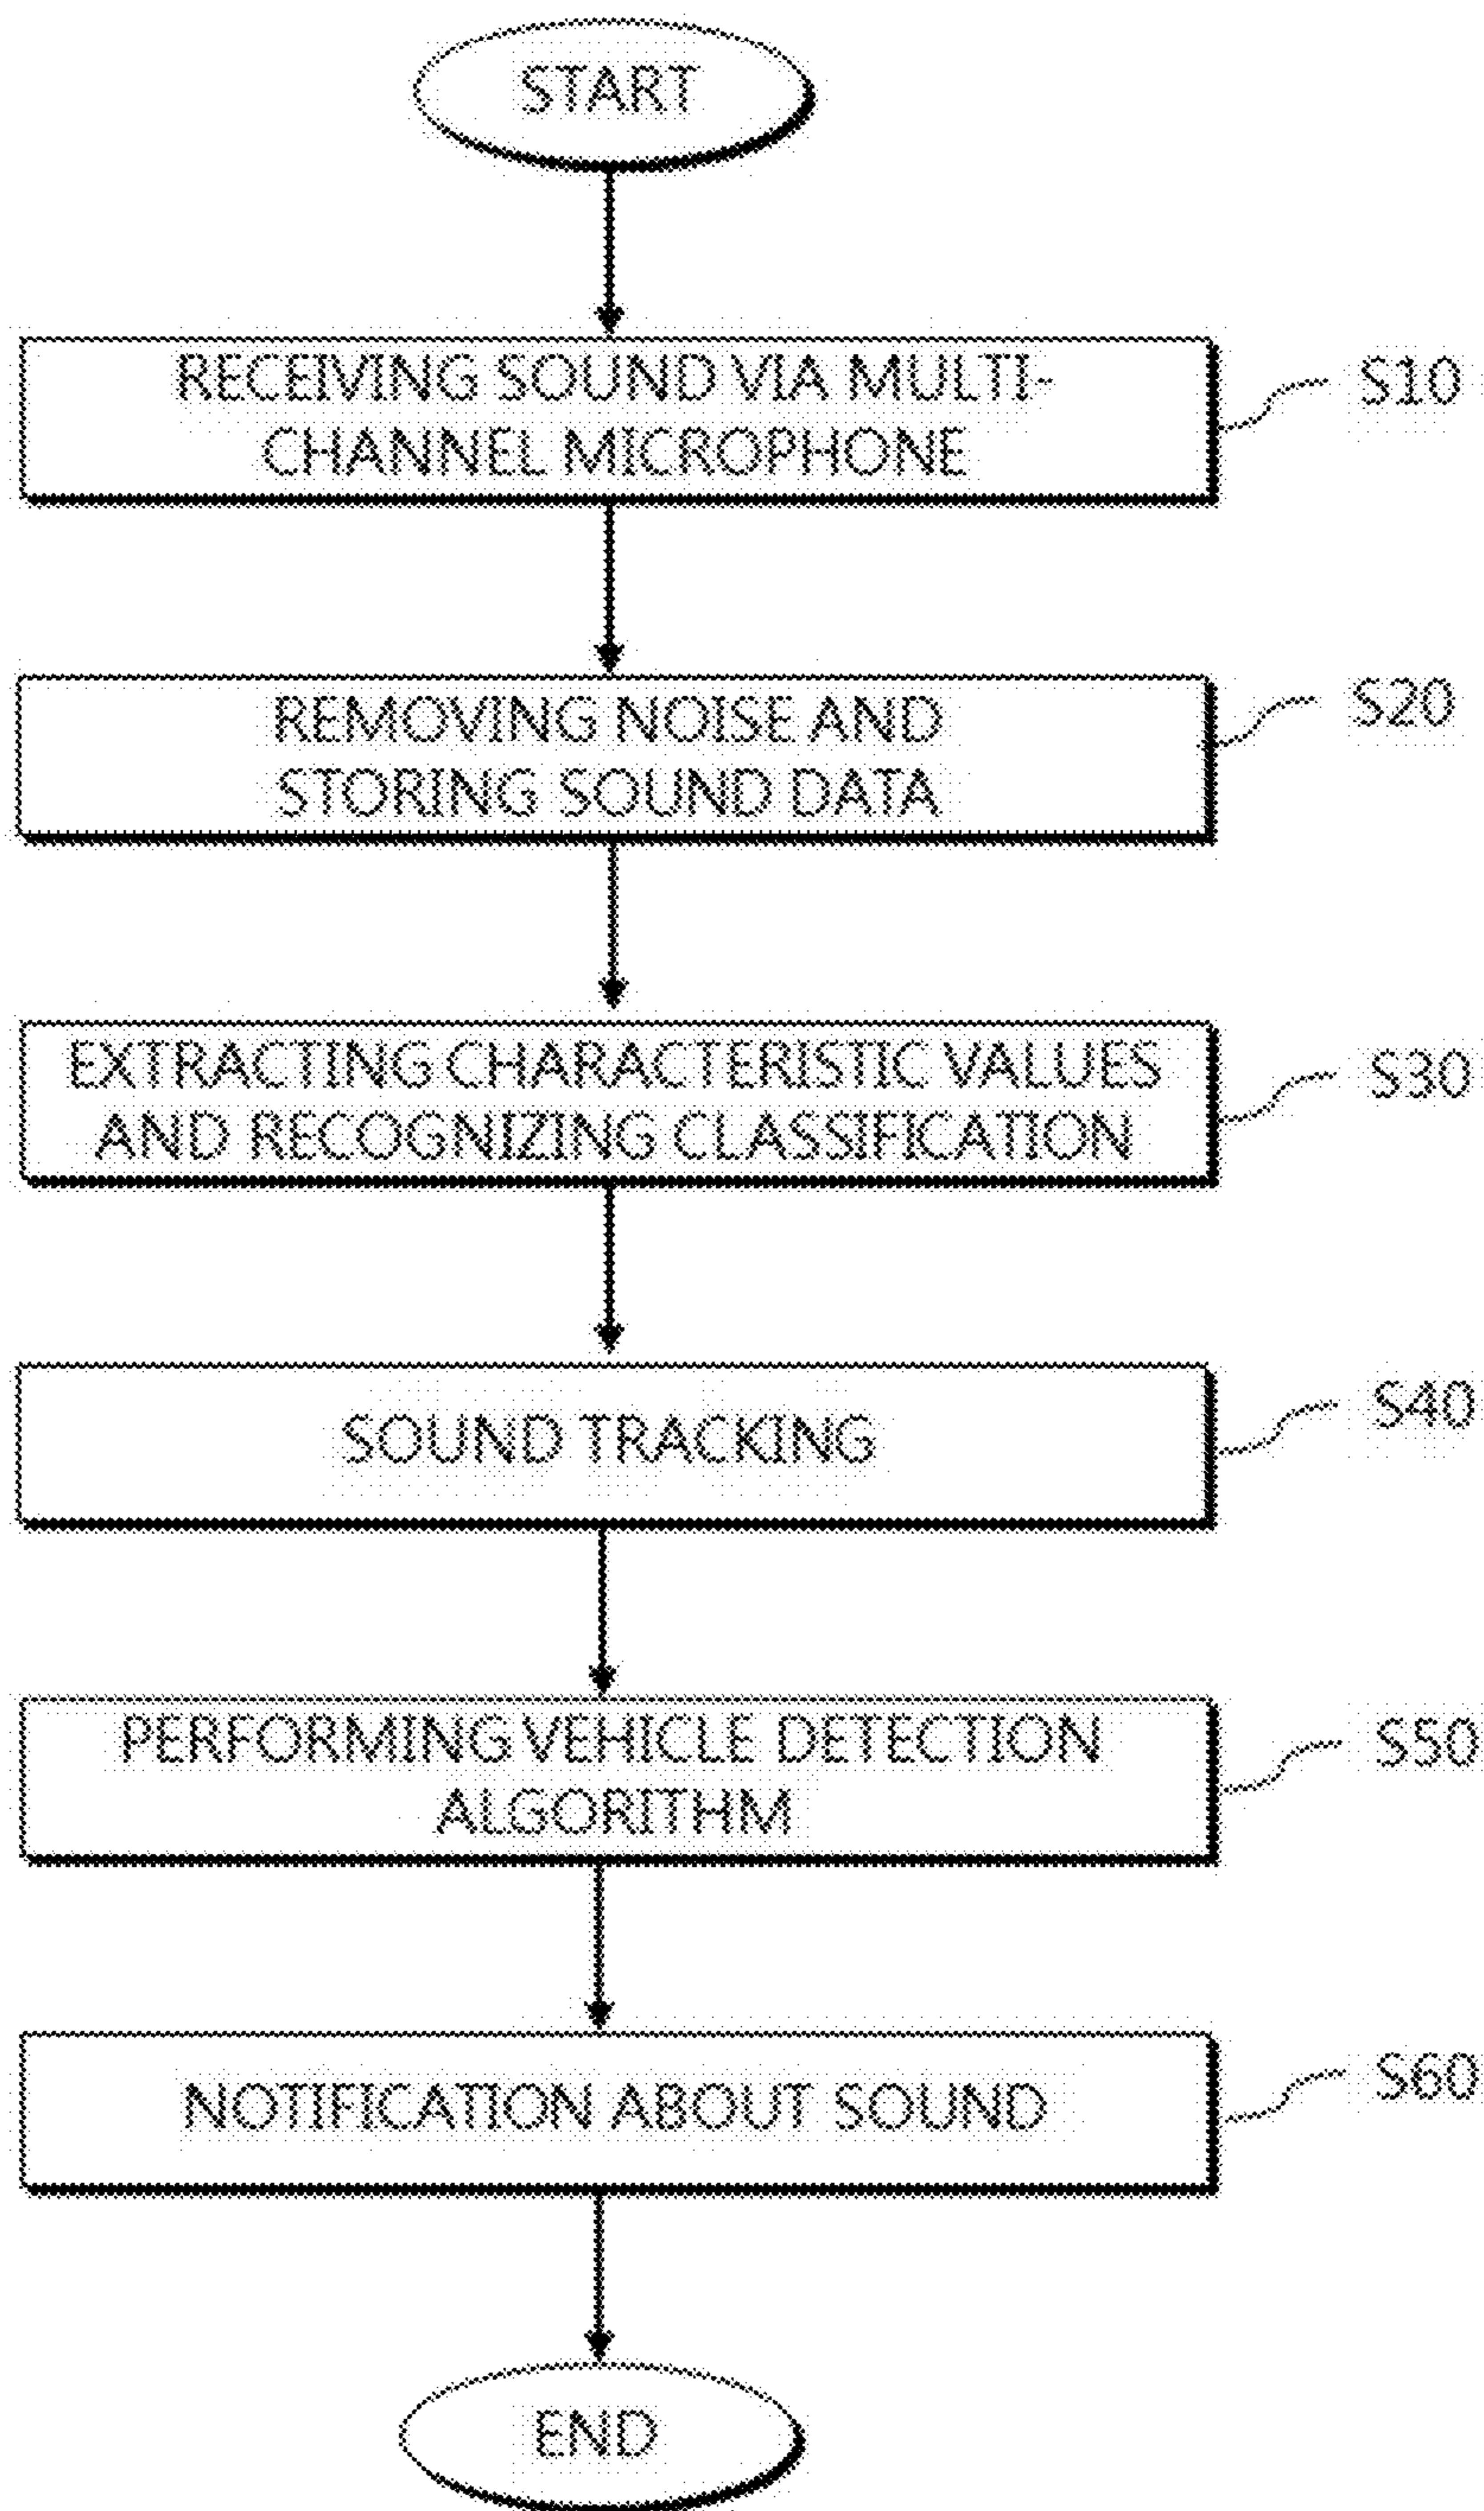 START
RECEIVING SOUND VIA MULTI-
CHANNEL MICROPHONE
S10
REMOVING NOISE AND
STORING SOUND DATA
S20
EXTRACTING CHARACTERISTIC VALUES
AND RECOGNIZING CLASSIFICATION
S30
SOUND TRACKING
S40
PERFORMING VEHICLE DETECTION
ALGORITHM
S50
NOTIFICATION ABOUT SOUND
S60
END